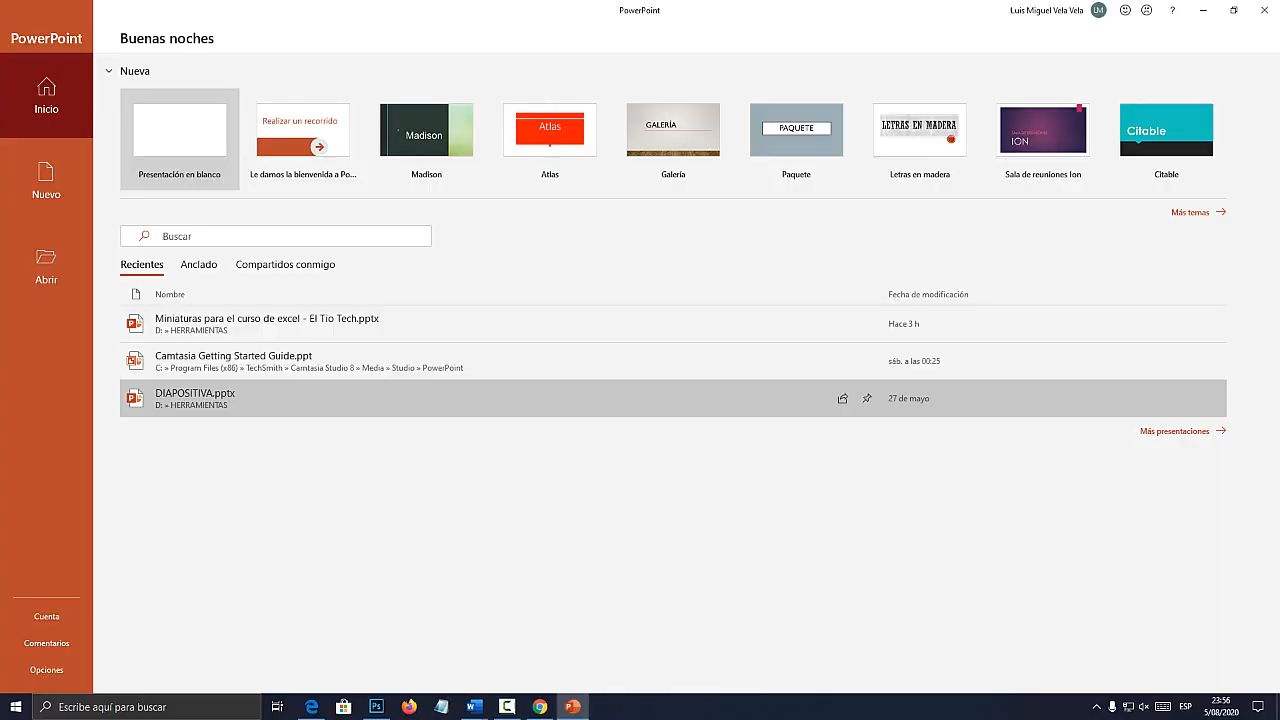 PowerPoint
Luis Miguel Vela Vela
LM
?
PowerPoint
Buenas noches
Inicio
Nuevo
Abrir
Cuenta
Comentarios
Opciones
Nueva
Realizar un recorrido
Madison
Atlas
GALERÍA
PAQUETE
LETRAS EN MADERA
SALA DE REUNIONES
ION
Citable
Presentación en blanco
Le damos la bienvenida a Po...
Madison
Atlas
Galería
Paquete
Letras en madera
Sala de reuniones Ion
Citable
Más temas
Buscar
Recientes
Anclado
Compartidos conmigo
Nombre
Fecha de modificación
Miniaturas para el curso de excel - El Tio Tech.pptx
D: » HERRAMIENTAS
Hace 3 h
Camtasia Getting Started Guide.ppt
C: » Program Files (x86) » TechSmith » Camtasia Studio 8 » Media » Studio » PowerPoint
sáb. a las 00:25
DIAPOSITIVA.pptx
D: » HERRAMIENTAS
27 de mayo
Más presentaciones
Escribe aquí para buscar
ESP
23:56
5/08/2020